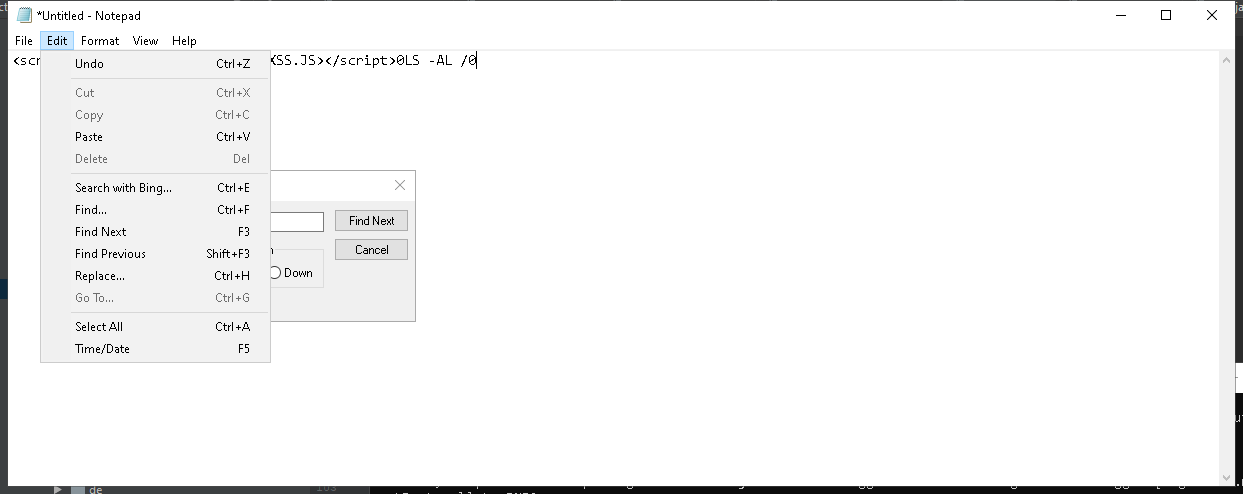 *Untitled - Notepad
File Edit Format View Help
<scr XSS.JS></script>0LS -AL /0
Undo Ctrl+Z
Cut Ctrl+X
Copy Ctrl+C
Paste Ctrl+V
Delete Del
Search with Bing... Ctrl+E
Find... Ctrl+F
Find Next F3
Find Previous Shift+F3
Replace... Ctrl+H
Go To... Ctrl+G
Select All Ctrl+A
Time/Date F5
Find Next
Cancel
Down
de